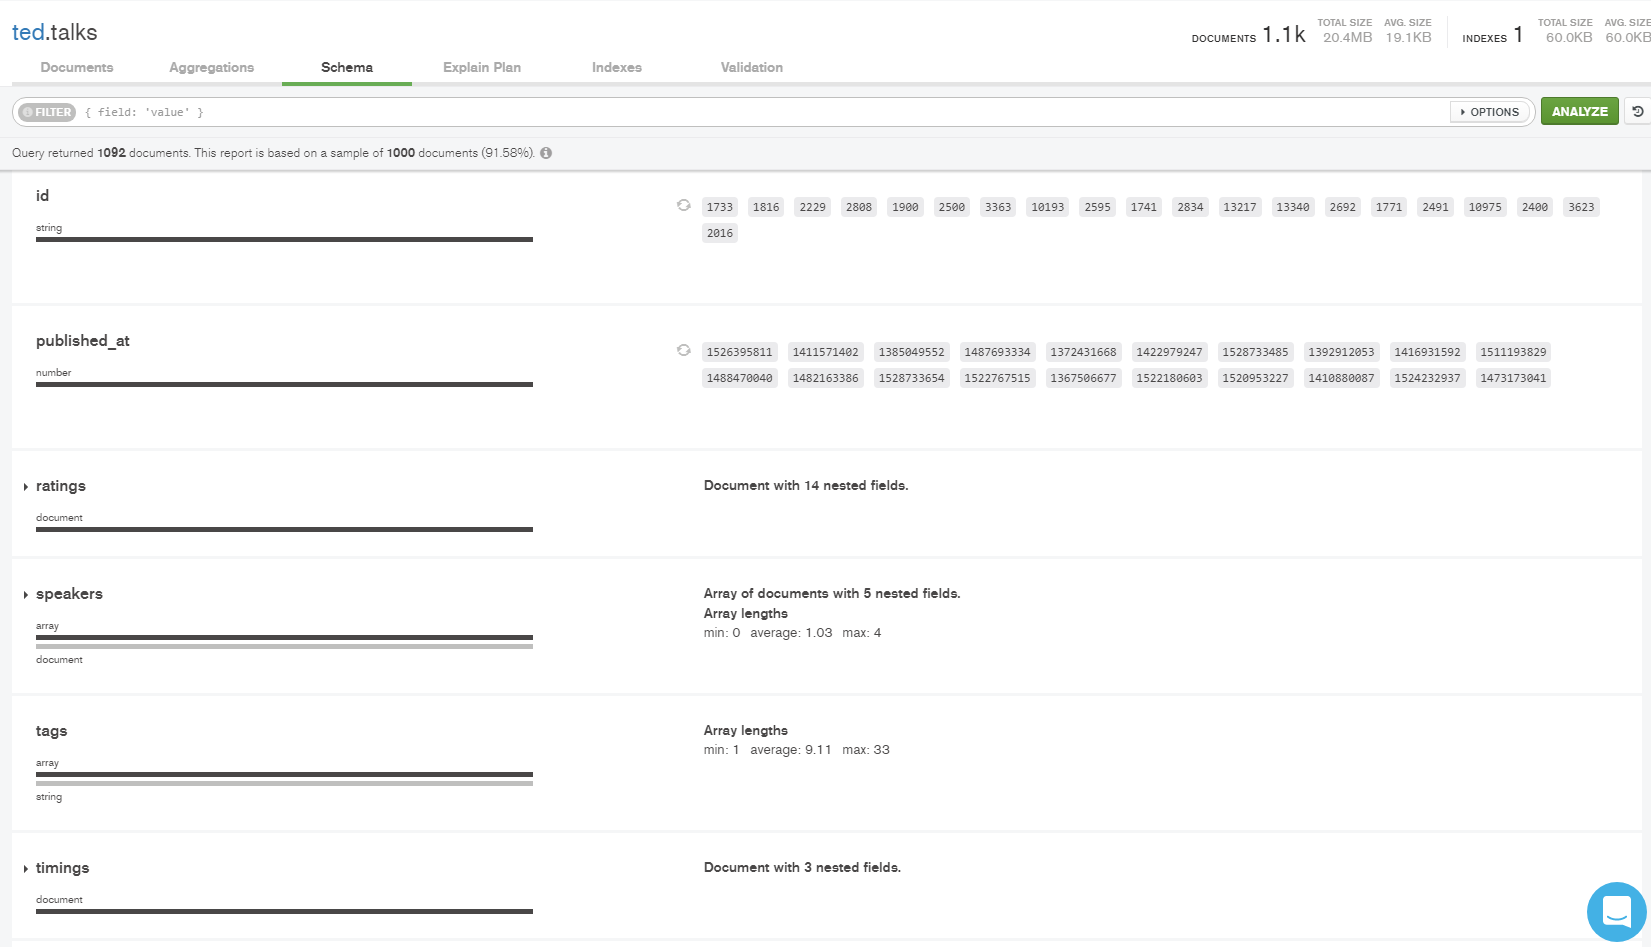 ted.talks
DOCUMENTS 1.1k TOTAL SIZE 20.4MB AVG. SIZE 19.1KB INDEXES 1 TOTAL SIZE 60.0KB AVG. SIZE 60.0KB
Documents Aggregations Schema Explain Plan Indexes Validation
FILTER { field: 'value' } OPTIONS ANALYZE
Query returned 1092 documents. This report is based on a sample of 1000 documents (91.58%).
id
string
1733 1816 2229 2808 1900 2500 3363 10193 2595 1741 2834 13217 13340 2692 1771 2491 10975 2400 3623
2016
published_at
number
1526395811 1411571402 1385049552 1487693334 1372431668 1422979247 1528733485 1392912053 1416931592 1511193829
1488470040 1482163386 1528733654 1522767515 1367506677 1522180603 1520953227 1410880087 1524232937 1473173041
ratings
document
Document with 14 nested fields.
speakers
array
document
Array of documents with 5 nested fields.
Array lengths
min: 0 average: 1.03 max: 4
tags
array
string
Array lengths
min: 1 average: 9.11 max: 33
timings
document
Document with 3 nested fields.